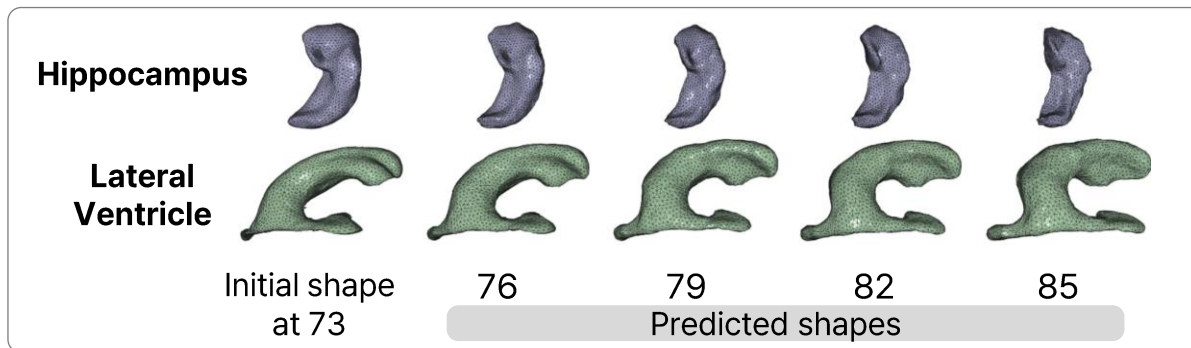 Hippocampus
Lateral
Ventricle
Initial shape
at 73
76
79
82
85
Predicted shapes